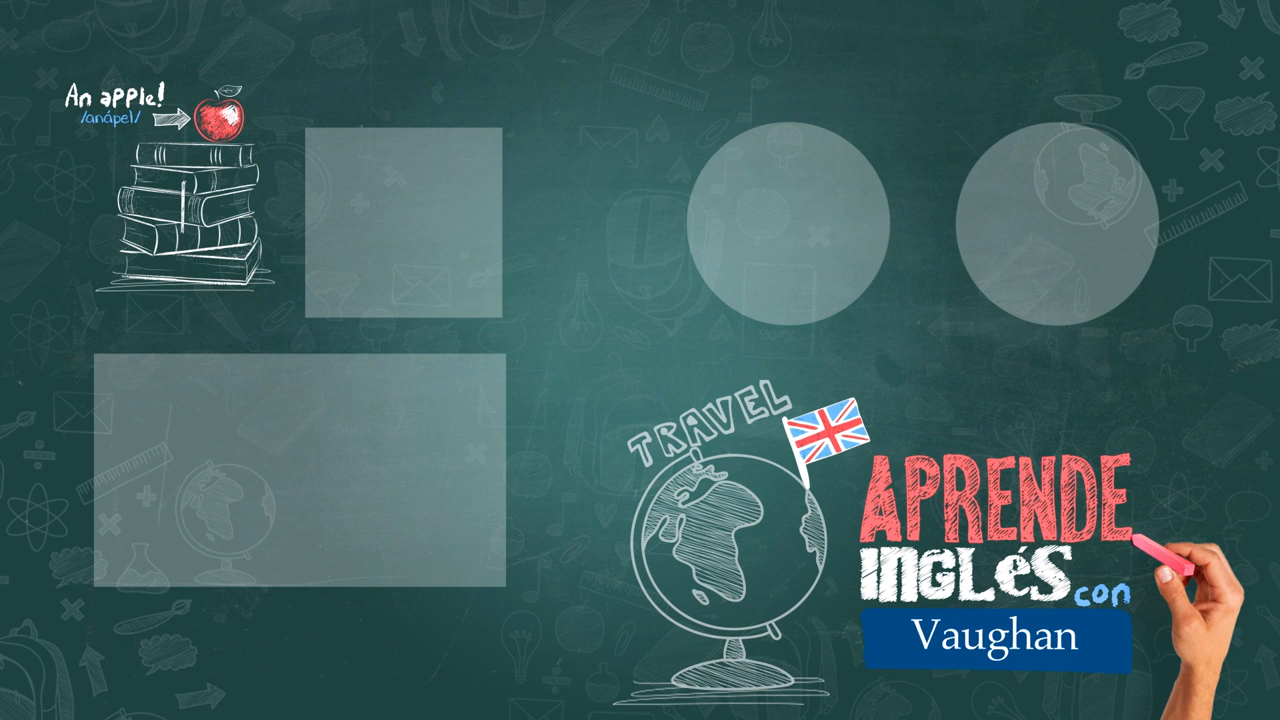 An apple!
/anápel/
TRAVEL
APRENDE
INGLéS con
Vaughan